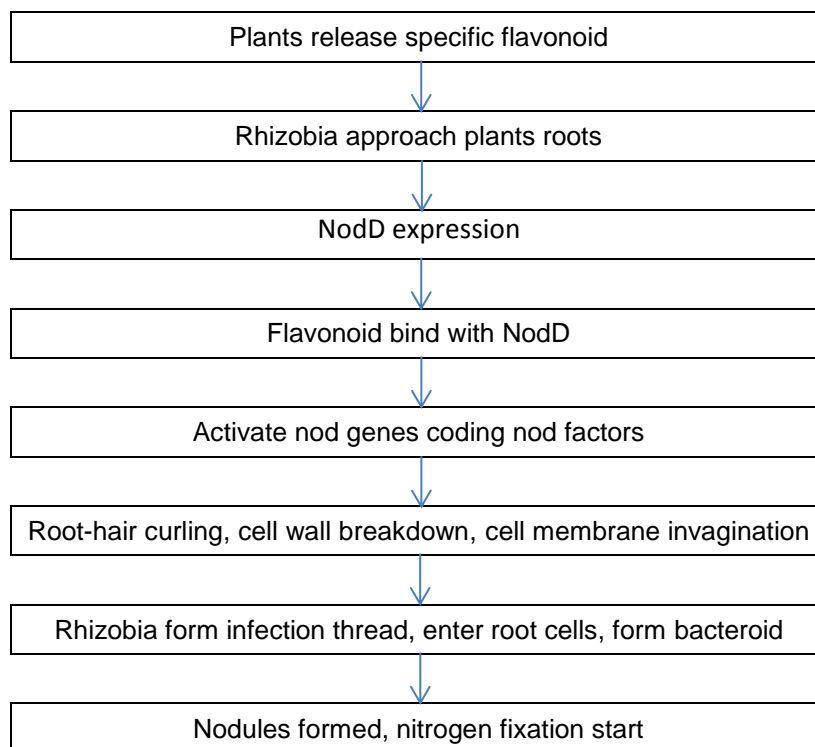 Plants release specific flavonoid
Rhizobia approach plants roots
NodD expression
Flavonoid bind with NodD
Activate nod genes coding nod factors
Root-hair curling, cell wall breakdown, cell membrane invagination
Rhizobia form infection thread, enter root cells, form bacteroid
Nodules formed, nitrogen fixation start